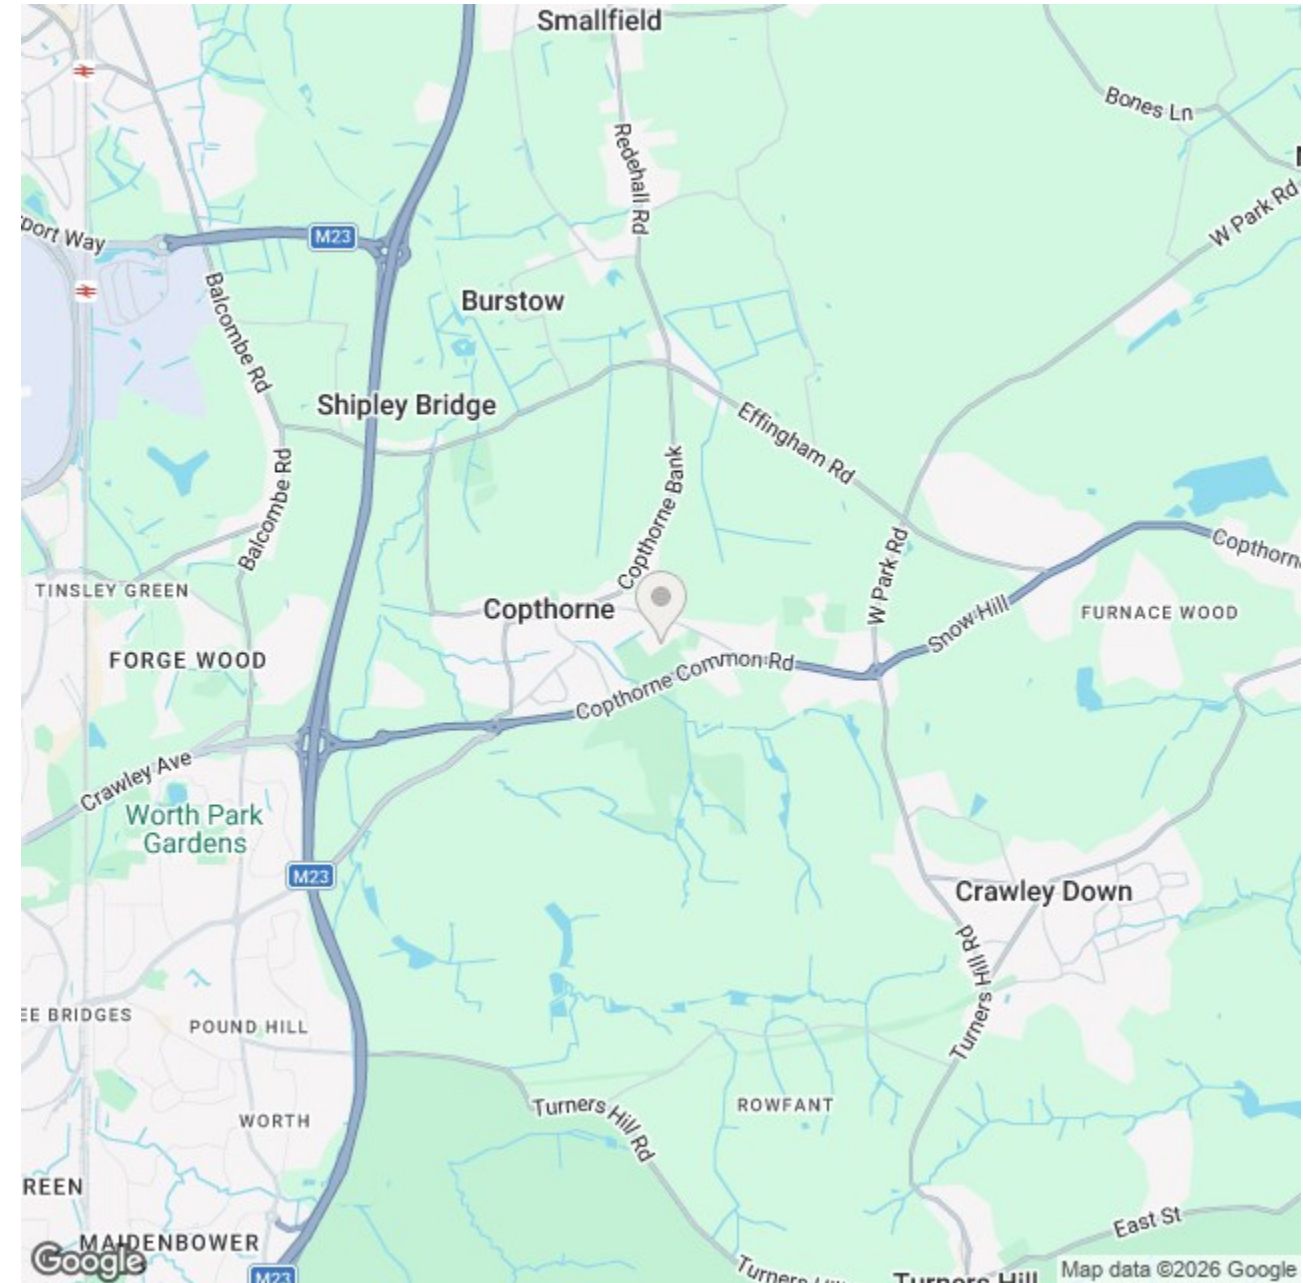 Smallfield
Bones Ln
Redehall Rd
W Park Rd
port Way
M23
Balcombe Rd
Burstow
Shipley Bridge
Effingham Rd
Balcombe Rd
Copthorne Bank
W Park Rd
Copthorne
TINSLEY GREEN
Copthorne
Snow Hill
FURNACE WOOD
FORGE WOOD
Copthorne Common Rd
Crawley Ave
Worth Park
Gardens
M23
Crawley Down
Turners Hill Rd
EE BRIDGES
POUND HILL
Turners Hill Rd
ROWFANT
WORTH
REEN
East St
MAIDENBOWER
Google
M23
Turners Hill
Map data ©2026 Google